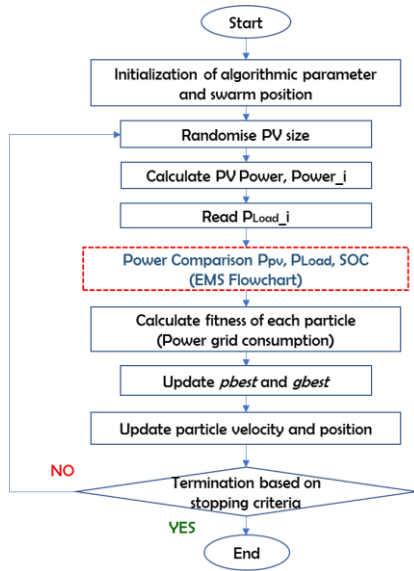 Start
Initialization of algorithmic parameter
and swarm position
Randomise PV size
Calculate PV Power, Power_i
Read PLoad_i
Power Comparison Ppv, PLoad, SOC
(EMS Flowchart)
Calculate fitness of each particle
(Power grid consumption)
Update pbest and gbest
Update particle velocity and position
NO
Termination based on
stopping criteria
YES
End